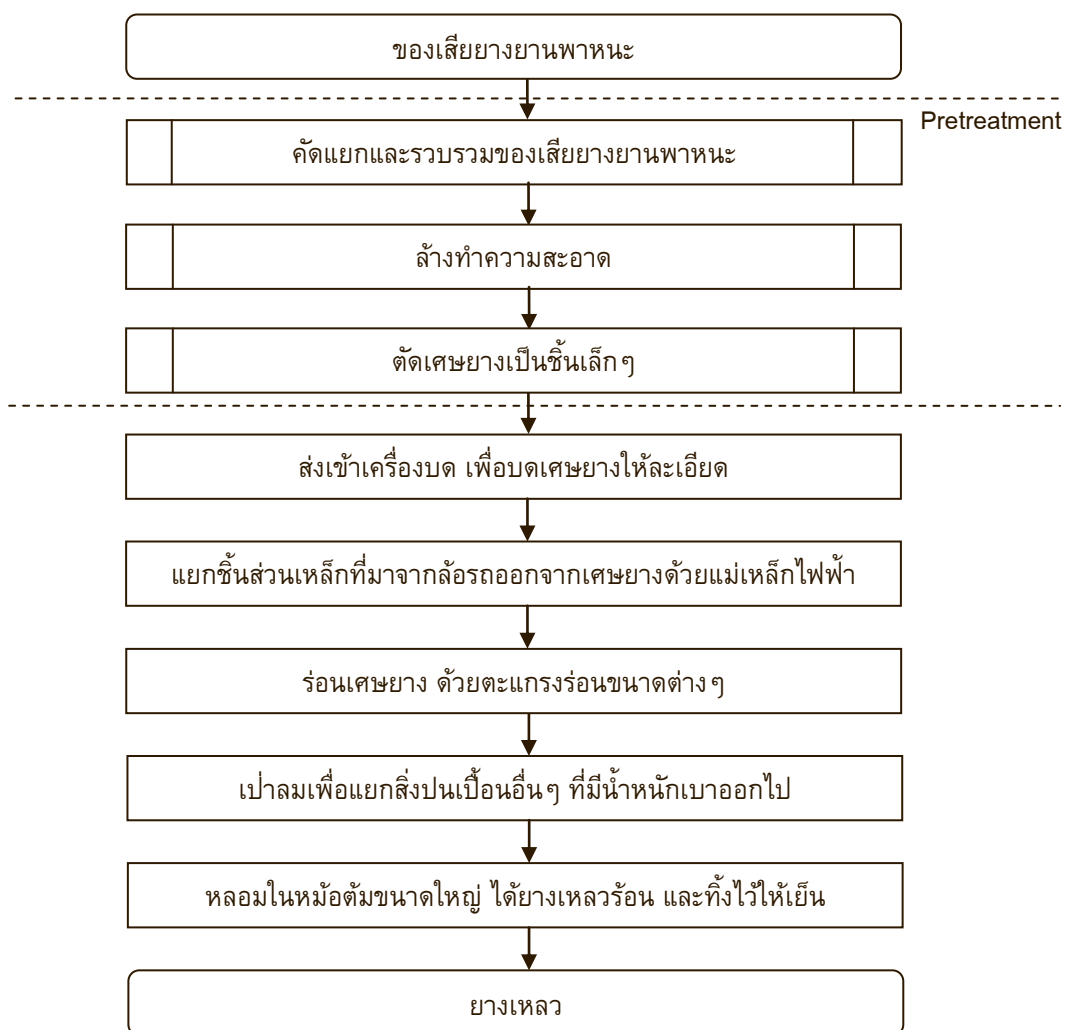 ของเสียยางยานพาหนะ
Pretreatment
คัดแยกและรวบรวมของเสียยางยานพาหนะ
ล้างทำความสะอาด
ตัดเศษยางเป็นชิ้นเล็กๆ
ส่งเข้าเครื่องบด เพื่อบดเศษยางให้ละเอียด
แยกชิ้นส่วนเหล็กที่มาจากล้อรถออกจากเศษยางด้วยแม่เหล็กไฟฟ้า
ร่อนเศษยาง ด้วยตะแกรงร่อนขนาดต่างๆ
เป่าลมเพื่อแยกสิ่งปนเปื้อนอื่นๆ ที่มีน้ำหนักเบาออกไป
หลอมในหม้อต้มขนาดใหญ่ ได้ยางเหลวร้อน และทิ้งไว้ให้เย็น
ยางเหลว